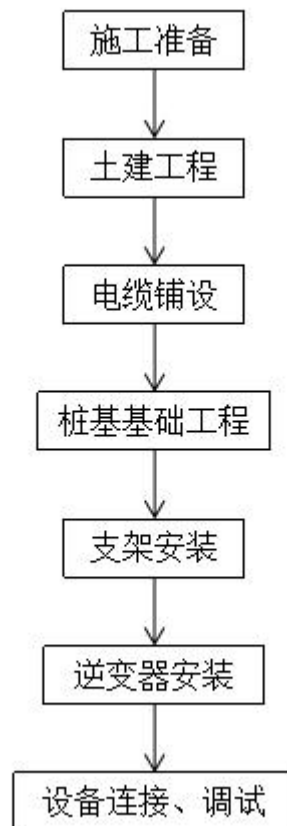 施工准备
土建工程
电缆铺设
桩基基础工程
支架安装
逆变器安装
设备连接、调试